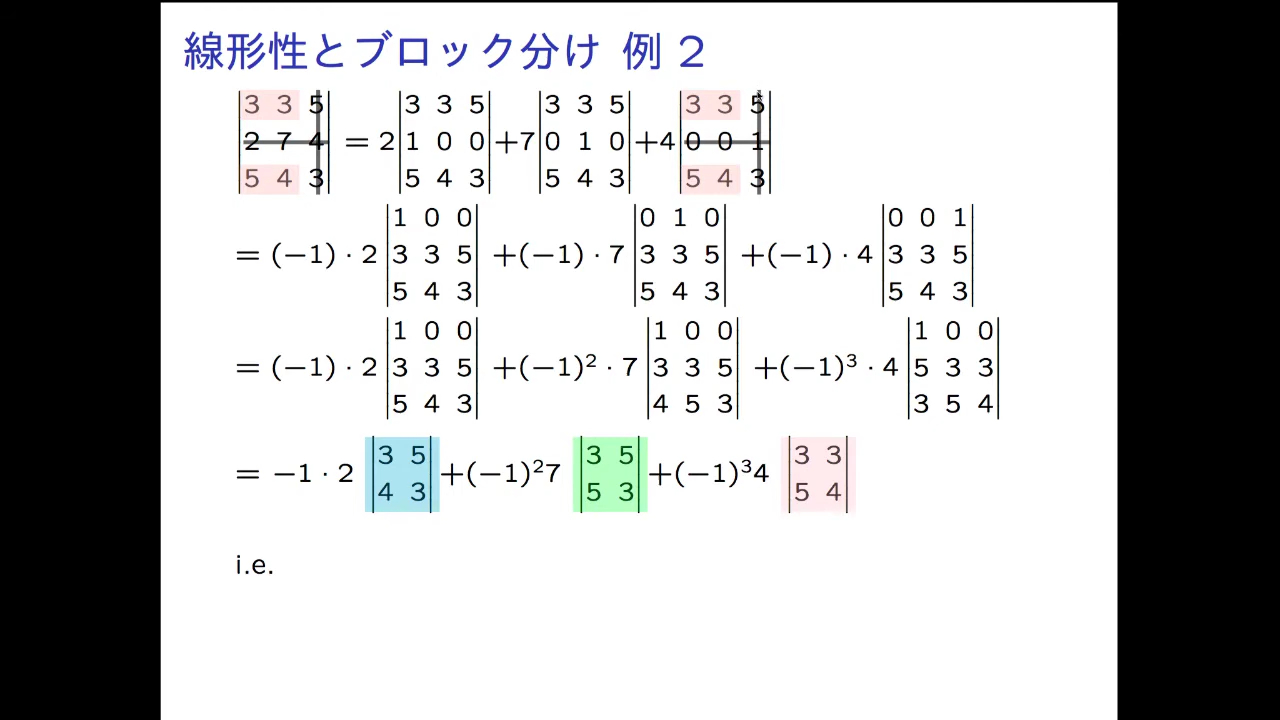 線形性とブロック分け 例 2
|3 3 5| |3 3 5| |3 3 5| |3 3 5|
|2 7 4| = 2 |1 0 0| +7 |0 1 0| +4 |0 0 1|
|5 4 3| |5 4 3| |5 4 3| |5 4 3|
|1 0 0| |0 1 0| |0 0 1|
= (−1) · 2 |3 3 5| +(−1) · 7 |3 3 5| +(−1) · 4 |3 3 5|
|5 4 3| |5 4 3| |5 4 3|
|1 0 0| |1 0 0| |1 0 0|
= (−1) · 2 |3 3 5| +(−1)² · 7 |3 3 5| +(−1)³ · 4 |5 3 3|
|5 4 3| |4 5 3| |3 5 4|
|3 5| |3 5| |3 3|
= −1 · 2 +(−1)²7 +(−1)³4
|4 3| |5 3| |5 4|
i.e.